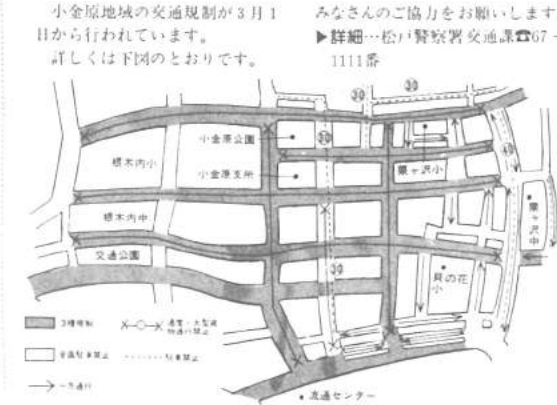 小金原地域の交通規制が3月1
日から行われています。
詳しくは下図のとおりです。
みなさんのご協力をお願いします
▶詳細…松戸警察署交通課☎67-
1111番
30
30
30
40
小金原公園
根木内小
小金原支所
栗ヶ沢小
栗ヶ沢中
根木内中
交通公園
30
貝の花小
3種規制
駐車禁止
一方通行
流通センター